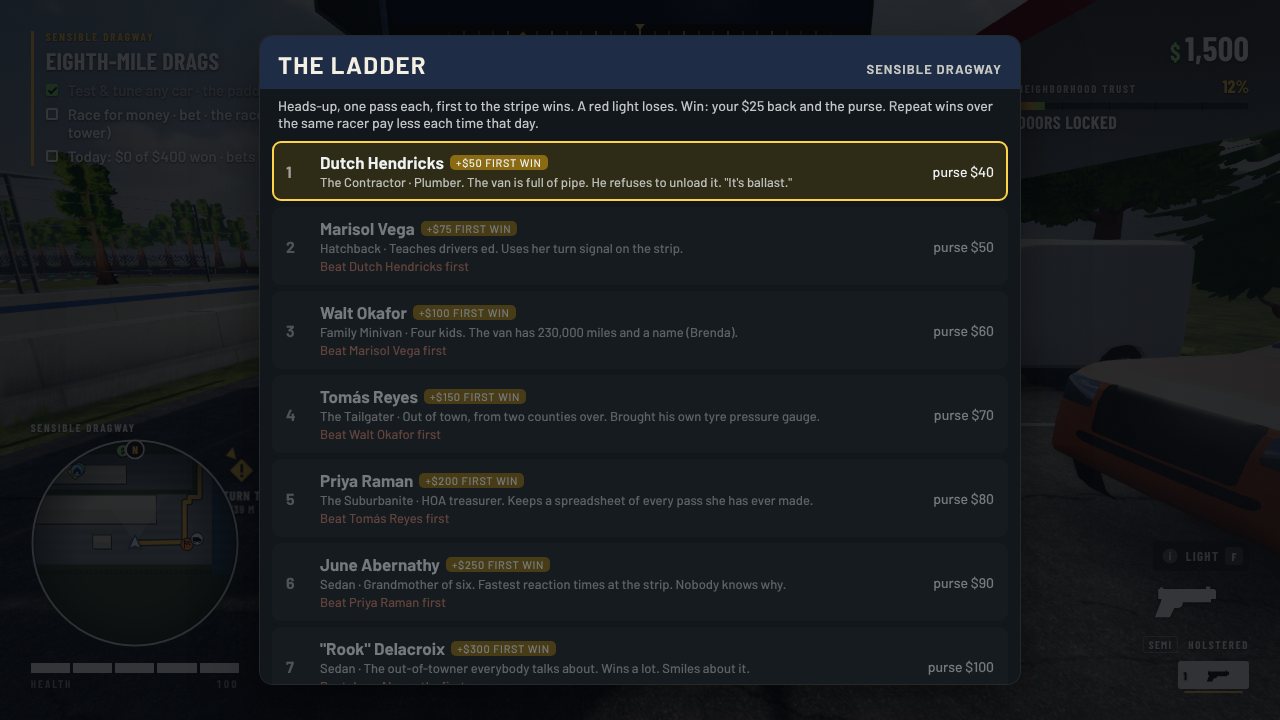 SENSIBLE DRAGWAY
EIGHTH-MILE DRAGS
Test & tune any car · the
Race for money · bet · the
tower)
Today: $0 of $400 won · bets
$1,500
NEIGHBORHOOD TRUST 12%
DOORS LOCKED
THE LADDER
SENSIBLE DRAGWAY
Heads-up, one pass each, first to the stripe wins. A red light loses. Win: your $25 back and the purse. Repeat wins over
the same racer pay less each time that day.
1 Dutch Hendricks +$50 FIRST WIN
The Contractor · Plumber. The van is full of pipe. He refuses to unload it. "It's ballast."
purse $40
2 Marisol Vega +$75 FIRST WIN
Hatchback · Teaches drivers ed. Uses her turn signal on the strip.
purse $50
Beat Dutch Hendricks first
3 Walt Okafor +$100 FIRST WIN
Family Minivan · Four kids. The van has 230,000 miles and a name (Brenda).
purse $60
Beat Marisol Vega first
4 Tomás Reyes +$150 FIRST WIN
The Tailgater · Out of town, from two counties over. Brought his own tyre pressure gauge.
purse $70
Beat Walt Okafor first
5 Priya Raman +$200 FIRST WIN
The Suburbanite · HOA treasurer. Keeps a spreadsheet of every pass she has ever made.
purse $80
Beat Tomás Reyes first
6 June Abernathy +$250 FIRST WIN
Sedan · Grandmother of six. Fastest reaction times at the strip. Nobody knows why.
purse $90
Beat Priya Raman first
7 "Rook" Delacroix +$300 FIRST WIN
Sedan · The out-of-towner everybody talks about. Wins a lot. Smiles about it.
purse $100
SENSIBLE DRAGWAY
N
TURN
HEALTH 100
LIGHT F
SEMI HOLSTERED
1